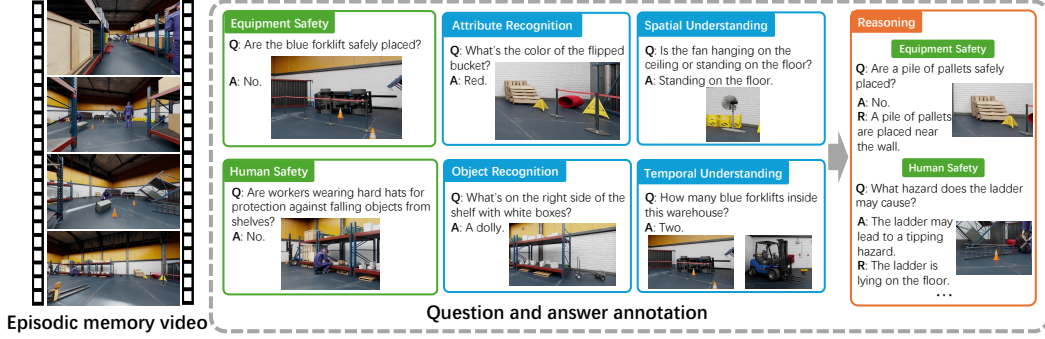 Equipment Safety
Q: Are the blue forklift safely placed?
A: No.
Attribute Recognition
Q: What's the color of the flipped
bucket?
A: Red.
Spatial Understanding
Q: Is the fan hanging on the
ceiling or standing on the floor?
A: Standing on the floor.
Human Safety
Q: Are workers wearing hard hats for
protection against falling objects from
shelves?
A: No.
Object Recognition
Q: What's on the right side of the
shelf with white boxes?
A: A dolly.
Temporal Understanding
Q: How many blue forklifts inside
this warehouse?
A: Two.
Reasoning
Equipment Safety
Q: Are a pile of pallets safely
placed?
A: No.
R: A pile of pallets
are placed near
the wall.
Human Safety
Q: What hazard does the ladder
may cause?
A: The ladder may
lead to a tipping
hazard.
R: The ladder is
lying on the floor.
...
Episodic memory video
Question and answer annotation